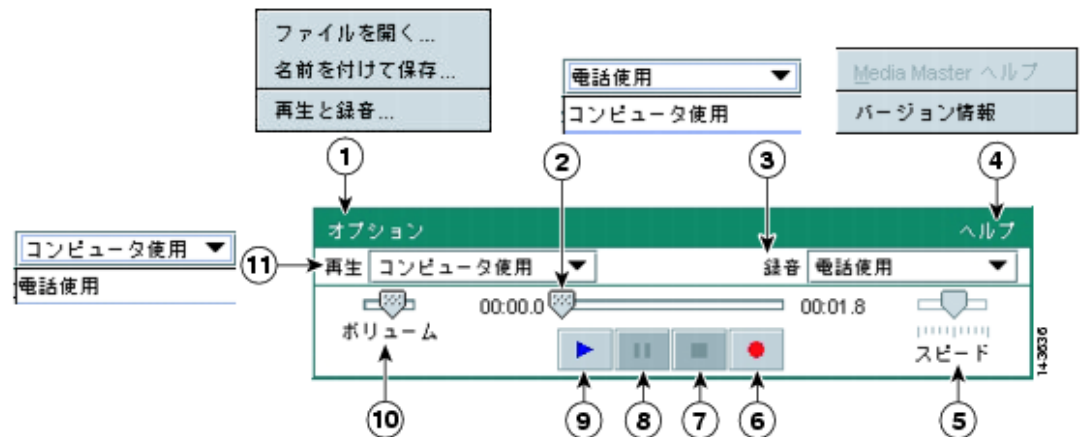 ファイルを開く...
名前を付けて保存...
再生と録音...
電話使用
コンピュータ使用
Media Master ヘルプ
バージョン情報
1
2
3
4
オプション
ヘルプ
コンピュータ使用
電話使用
11
再生 コンピュータ使用
録音 電話使用
00:00.0
00:01.8
ボリューム
スピード
143636
10
9
8
7
6
5